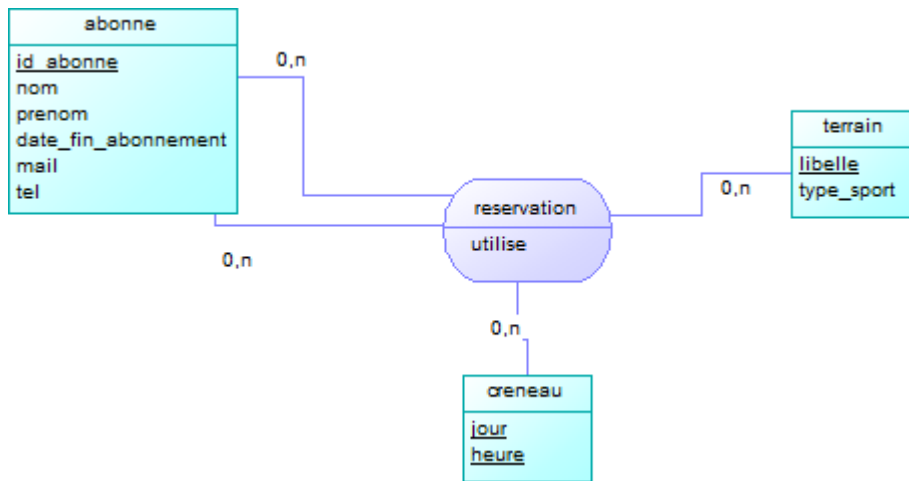 abonne
id_abonne
nom
prenom
date_fin_abonnement
mail
tel
0,n
0,n
reservation
utilise
0,n
terrain
libelle
type_sport
0,n
creneau
jour
heure